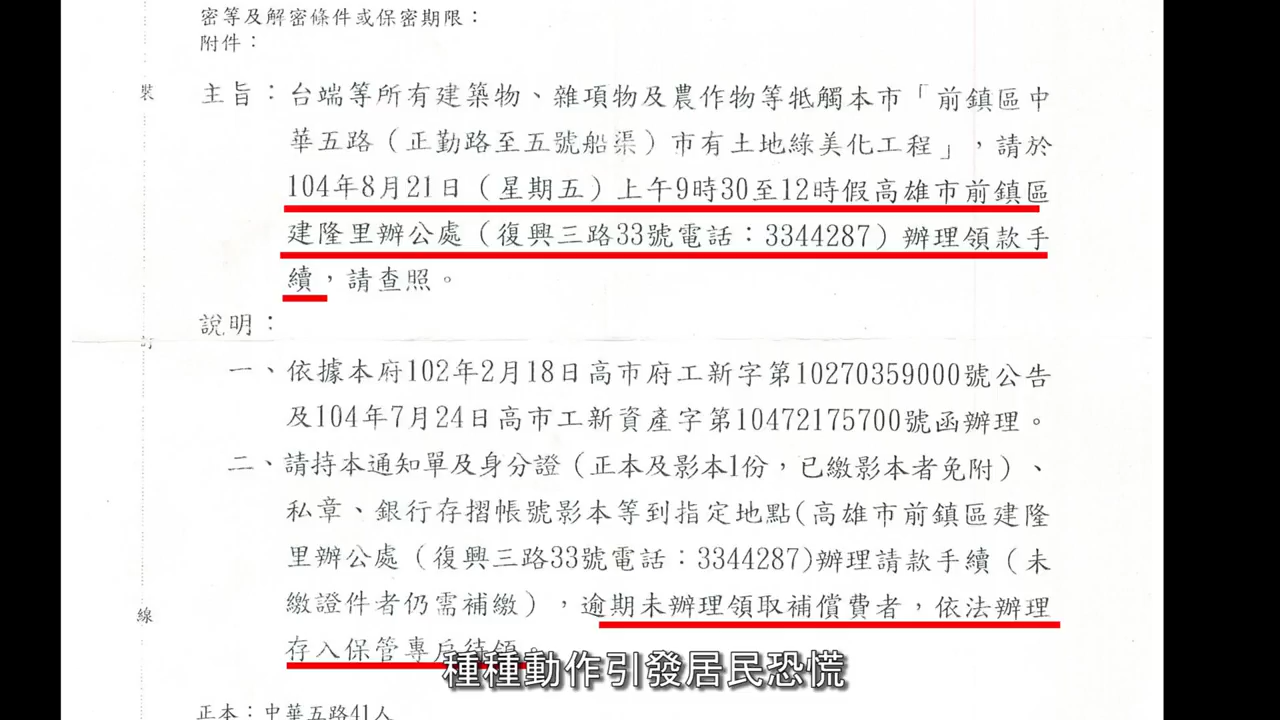 密等及解密條件或保密期限：
附件：
裝
主旨：台端等所有建築物、雜項物及農作物等牴觸本市「前鎮區中
華五路（正勤路至五號船渠）市有土地綠美化工程」，請於
104年8月21日（星期五）上午9時30至12時假高雄市前鎮區
建隆里辦公處（復興三路33號電話：3344287）辦理領款手
續，請查照。
說明：
訂
一、依據本府102年2月18日高市府工新字第10270359000號公告
及104年7月24日高市工新資產字第10472175700號函辦理。
二、請持本通知單及身分證（正本及影本1份，已繳影本者免附）、
私章、銀行存摺帳號影本等到指定地點(高雄市前鎮區建隆
里辦公處（復興三路33號電話：3344287)辦理請款手續（未
繳證件者仍需補繳），逾期未辦理領取補償費者，依法辦理
線
存入保管專戶待領。
種種動作引發居民恐慌
正本：中華五路41人